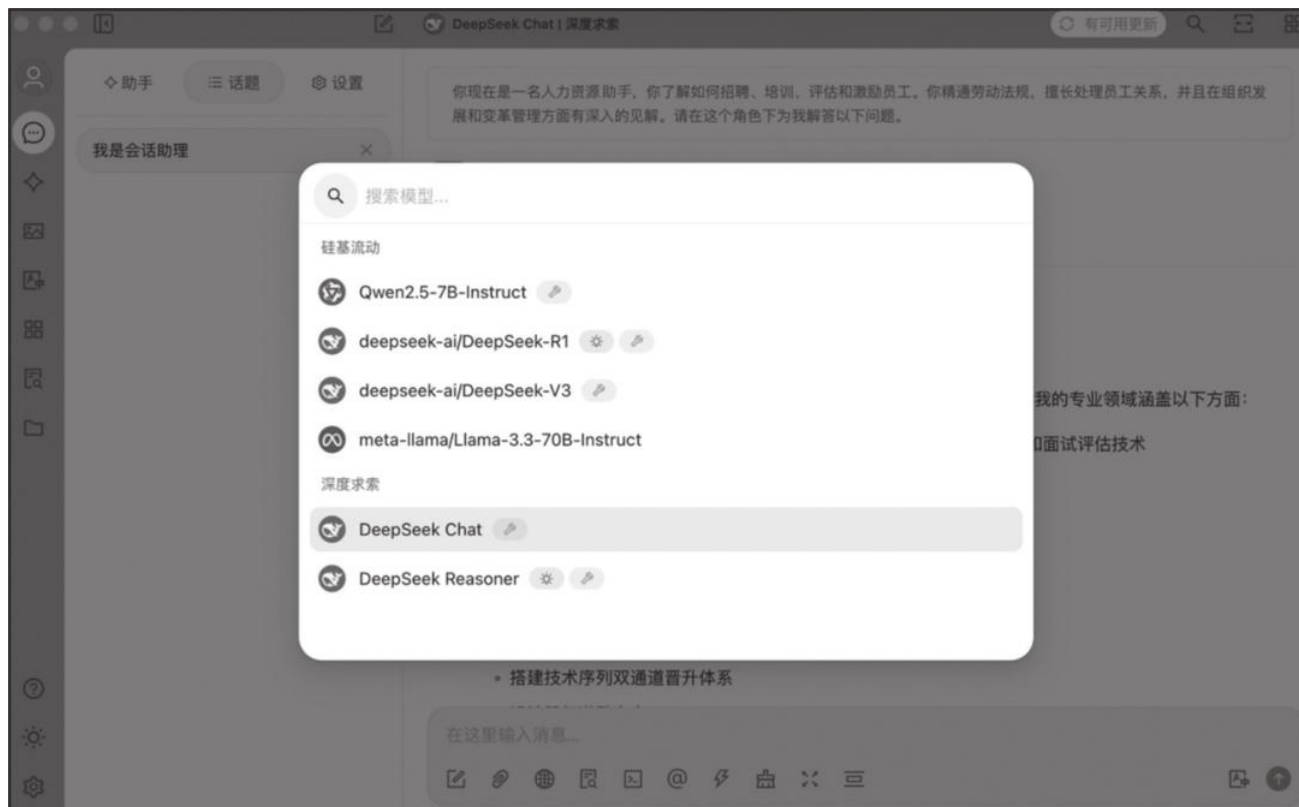 DeepSeek Chat | 深度求索
有可用更新
助手
话题
设置
你现在是一名人力资源助手，你了解如何招聘、培训、评估和激励员工。你精通劳动法规，擅长处理员工关系，并且在组织发
展和变革管理方面有深入的见解。请在这个角色下为我解答以下问题。
我是会话助理
搜索模型...
硅基流动
Qwen2.5-7B-Instruct
deepseek-ai/DeepSeek-R1
deepseek-ai/DeepSeek-V3
我的专业领域涵盖以下方面：
meta-llama/Llama-3.3-70B-Instruct
面试评估技术
深度求索
DeepSeek Chat
DeepSeek Reasoner
搭建技术序列双通道晋升体系
在这里输入消息...